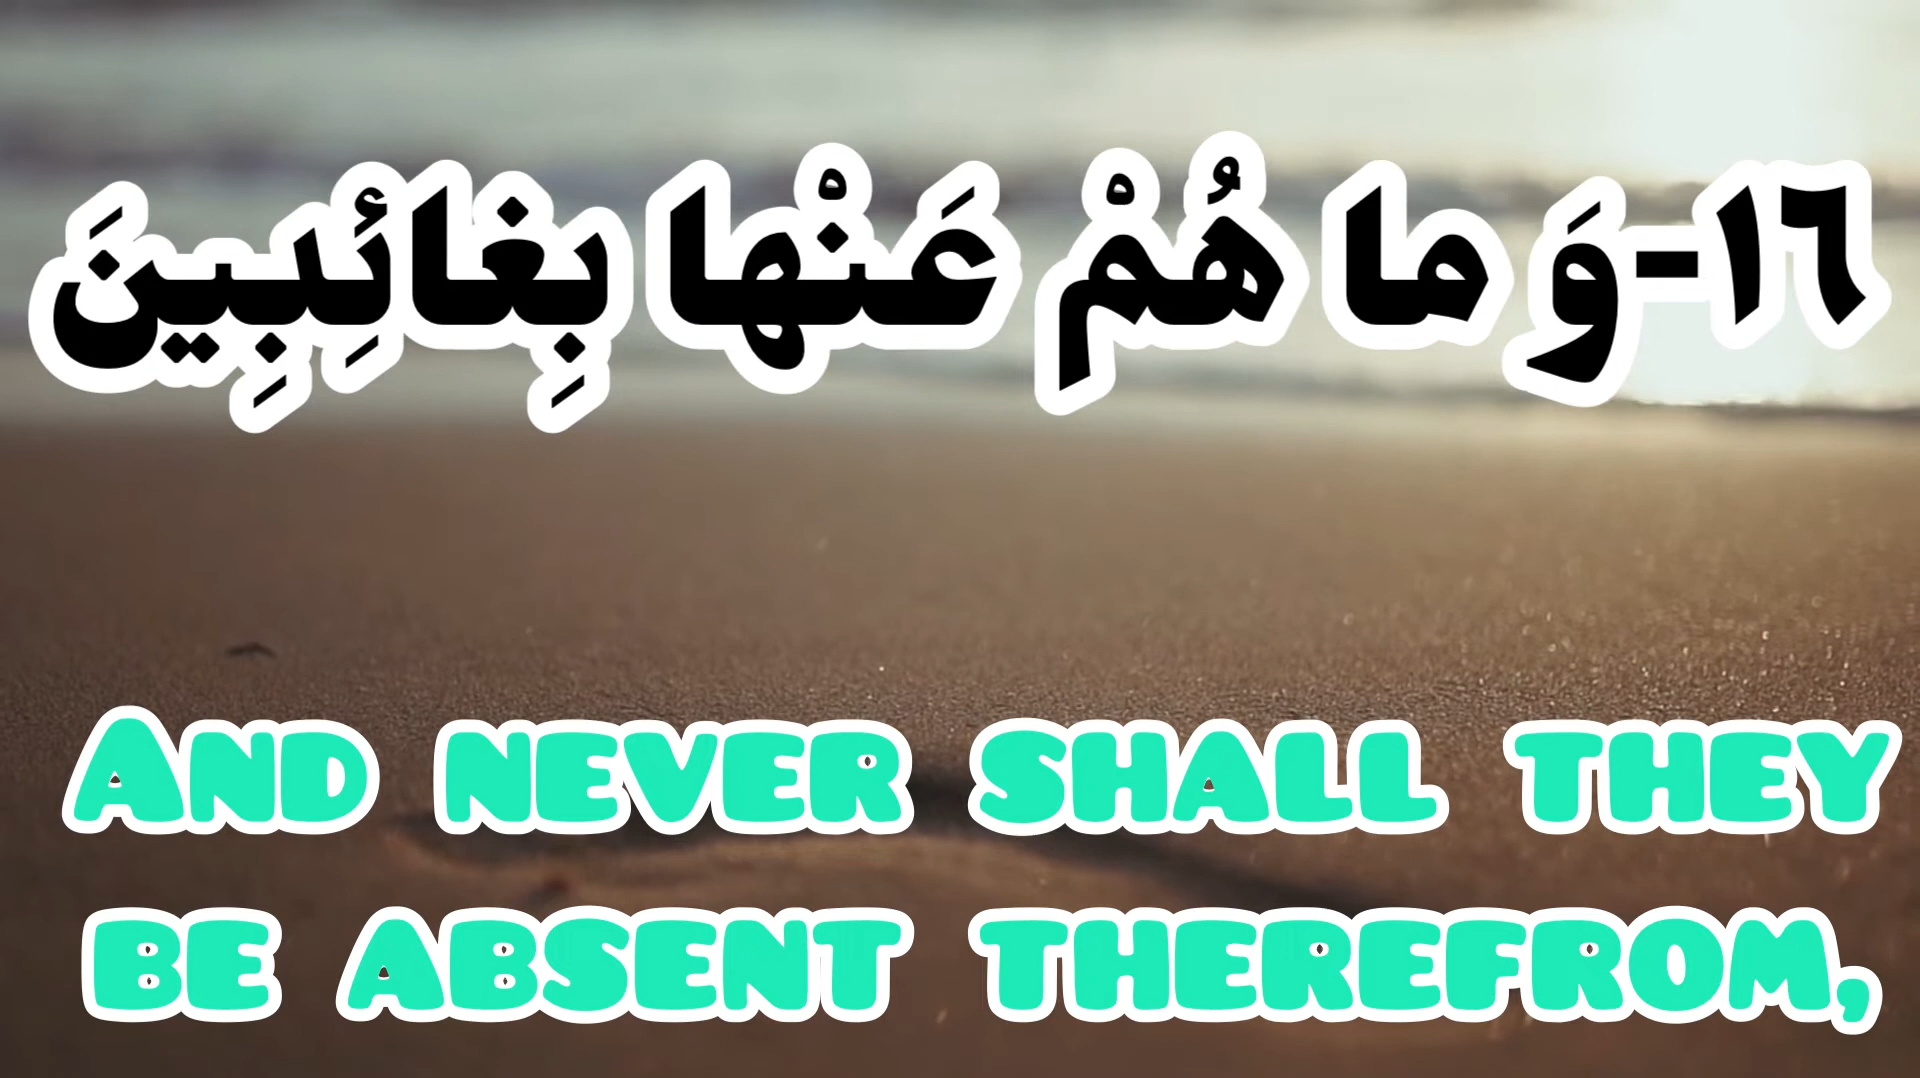 ١٦-وَ ما هُمْ عَنْها بِغائِبِينَ
And never shall they
be absent therefrom,